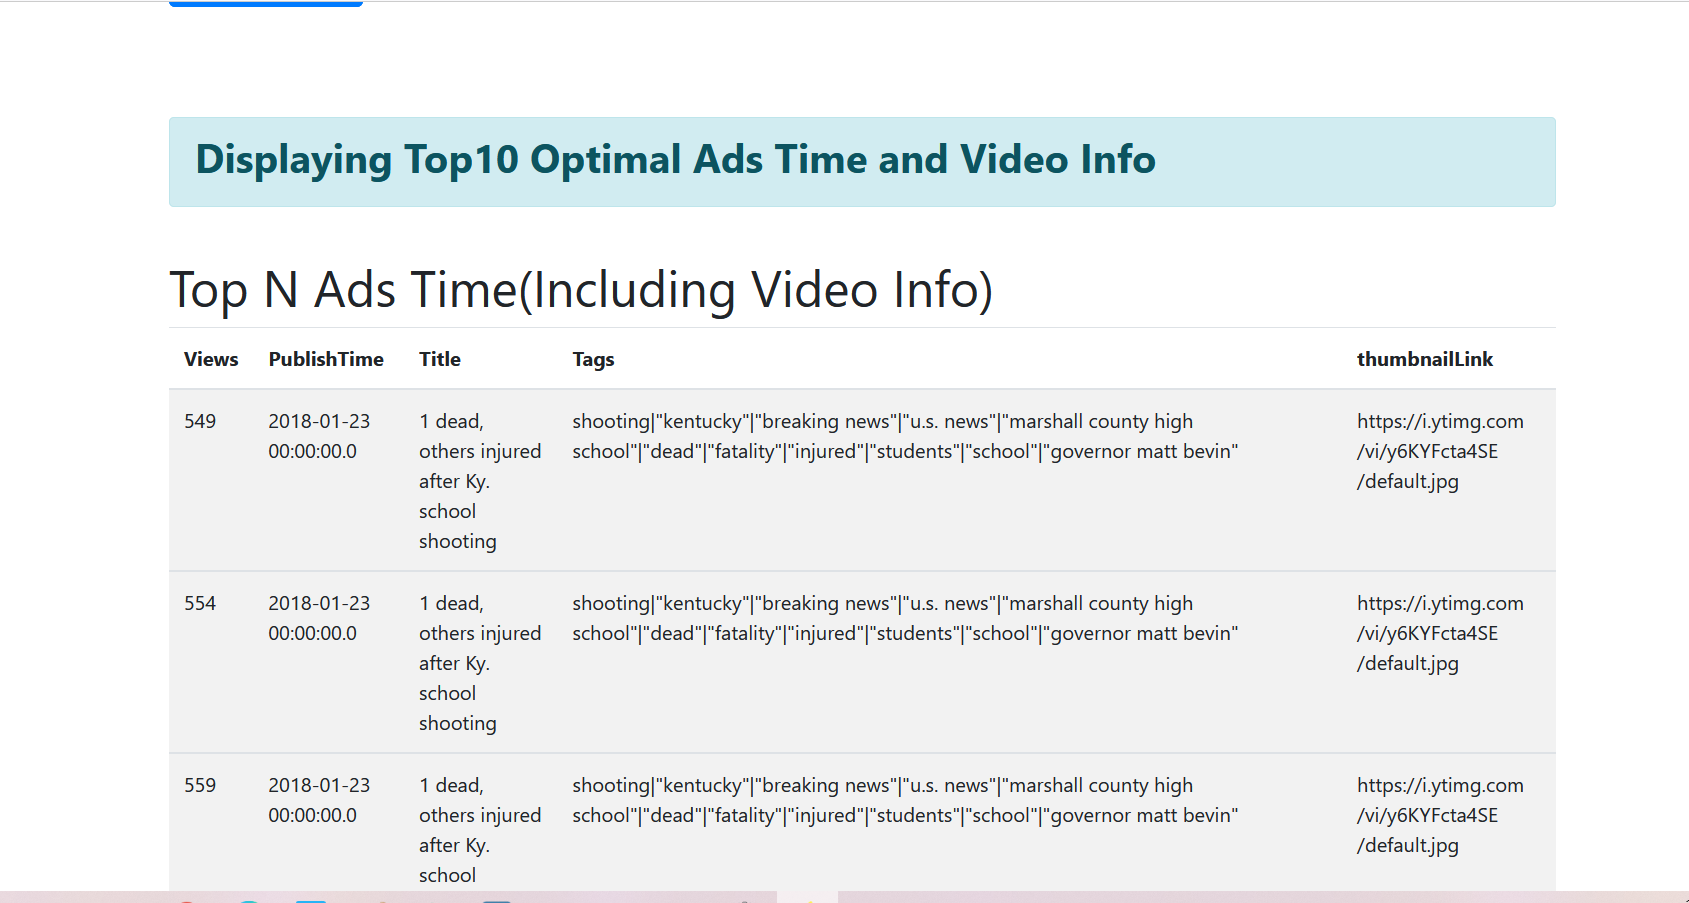 Displaying Top10 Optimal Ads Time and Video Info
Top N Ads Time(Including Video Info)
Views PublishTime Title Tags thumbnailLink
549 2018-01-23 1 dead, shooting|"kentucky"|"breaking news"|"u.s. news"|"marshall county high https://i.ytimg.com
00:00:00.0 others injured school"|"dead"|"fatality"|"injured"|"students"|"school"|"governor matt bevin" /vi/y6KYFcta4SE
after Ky. /default.jpg
school
shooting
554 2018-01-23 1 dead, shooting|"kentucky"|"breaking news"|"u.s. news"|"marshall county high https://i.ytimg.com
00:00:00.0 others injured school"|"dead"|"fatality"|"injured"|"students"|"school"|"governor matt bevin" /vi/y6KYFcta4SE
after Ky. /default.jpg
school
shooting
559 2018-01-23 1 dead, shooting|"kentucky"|"breaking news"|"u.s. news"|"marshall county high https://i.ytimg.com
00:00:00.0 others injured school"|"dead"|"fatality"|"injured"|"students"|"school"|"governor matt bevin" /vi/y6KYFcta4SE
after Ky. /default.jpg
school